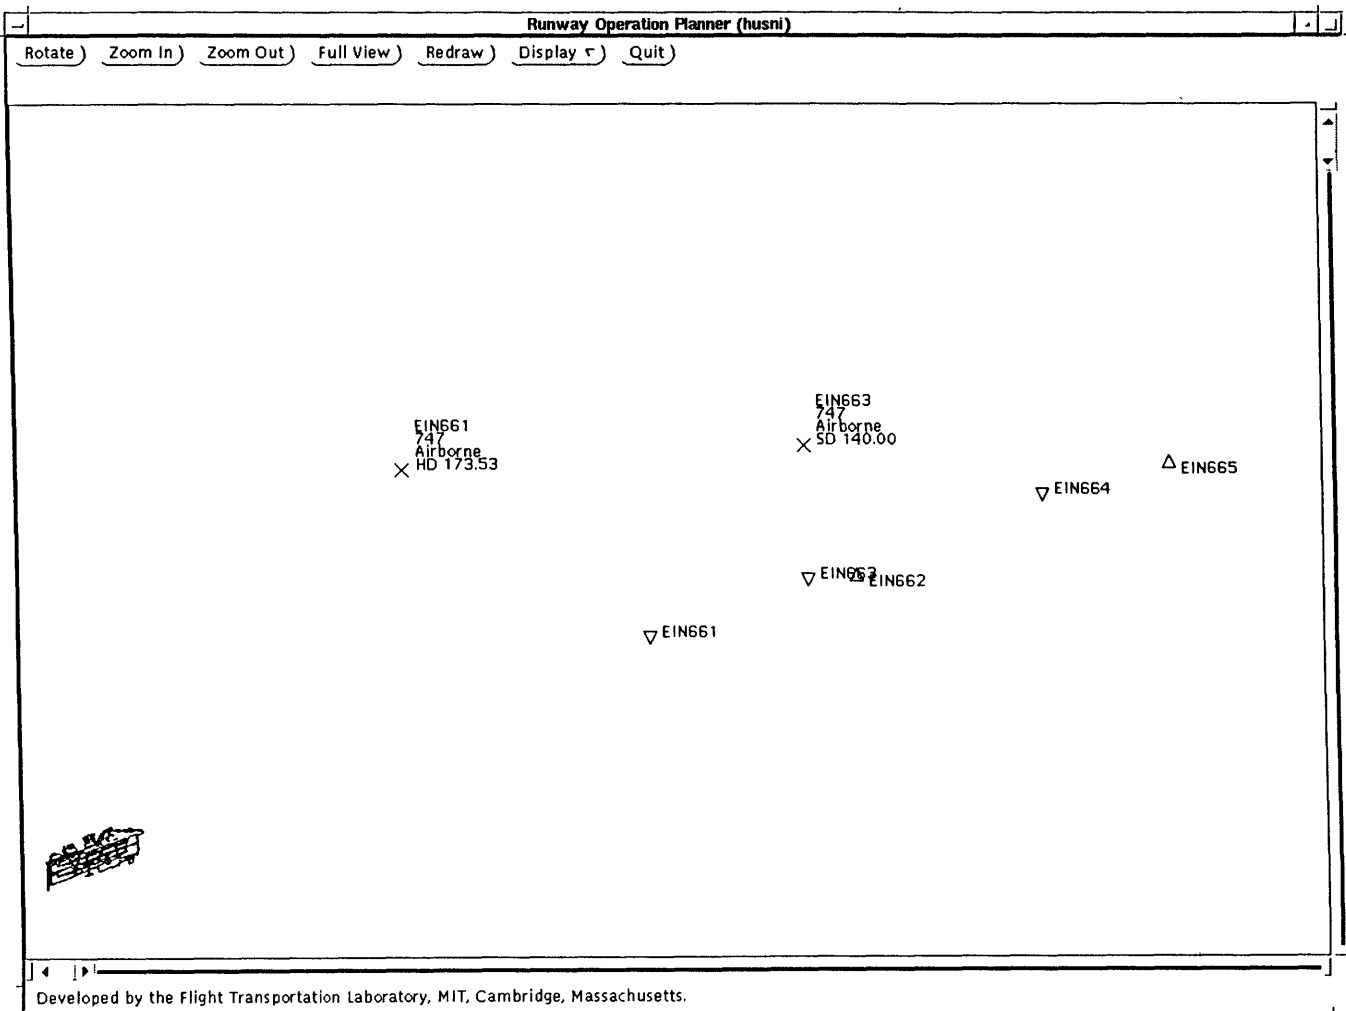 Runway Operation Planner (husni)
Rotate Zoom In Zoom Out Full View Redraw Display Quit
EIN663
747
Airborne
SD 140.00
EIN661
747
Airborne
HD 173.53
EIN665
EIN664
EIN663
EIN662
EIN661
Developed by the Flight Transportation Laboratory, MIT, Cambridge, Massachusetts.